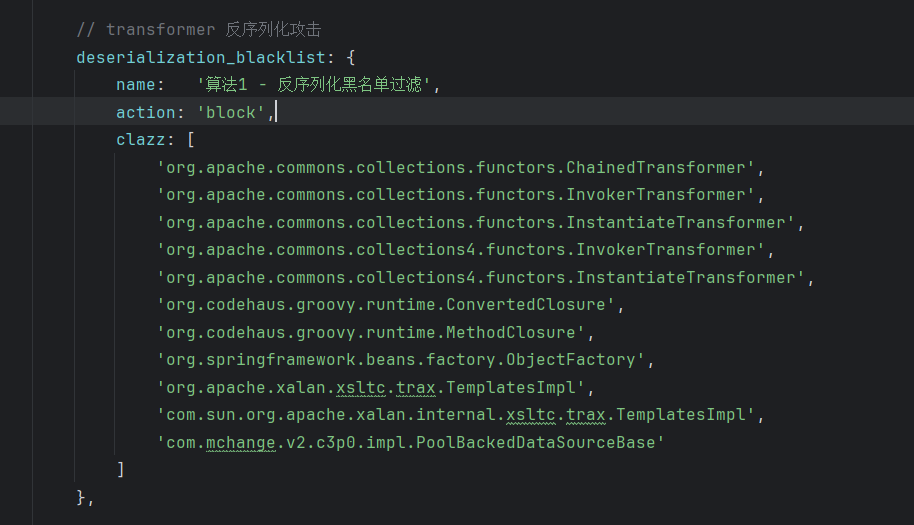 // transformer 反序列化攻击
deserialization_blacklist: {
name:   '算法1 - 反序列化黑名单过滤',
action: 'block',
clazz: [
'org.apache.commons.collections.functors.ChainedTransformer',
'org.apache.commons.collections.functors.InvokerTransformer',
'org.apache.commons.collections.functors.InstantiateTransformer',
'org.apache.commons.collections4.functors.InvokerTransformer',
'org.apache.commons.collections4.functors.InstantiateTransformer',
'org.codehaus.groovy.runtime.ConvertedClosure',
'org.codehaus.groovy.runtime.MethodClosure',
'org.springframework.beans.factory.ObjectFactory',
'org.apache.xalan.xsltc.trax.TemplatesImpl',
'com.sun.org.apache.xalan.internal.xsltc.trax.TemplatesImpl',
'com.mchange.v2.c3p0.impl.PoolBackedDataSourceBase'
]
},